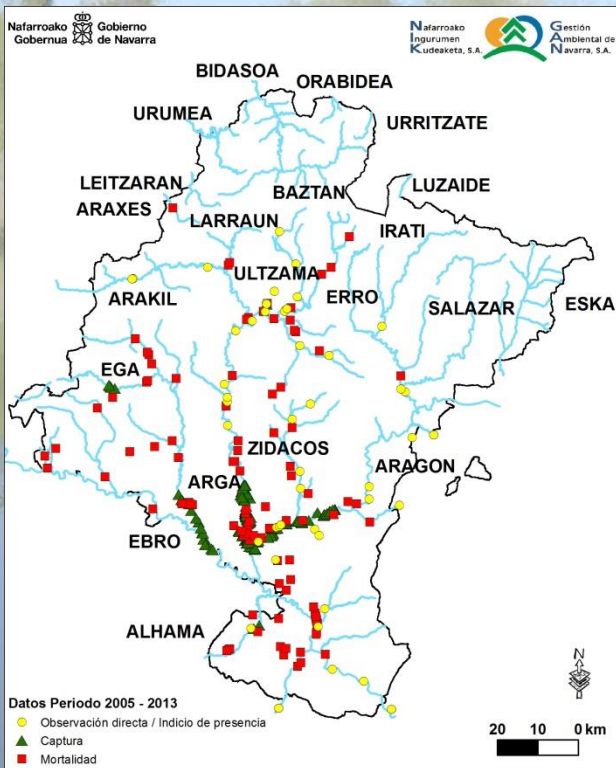 Nafarroako Gobierno
Gobernua de Navarra
Nafarroako
Ingurumen
Kudeaketa, S.A.
Gestión
Ambiental de
Navarra, S.A.
BIDASOA
ORABIDEA
URUMEA
URRITZATE
LEITZARAN
BAZTAN
LUZAIDE
ARAXES
LARRAUN
IRATI
ULTZAMA
ARAKIL
ERRO
SALAZAR
ESKA
EGA
ZIDACOS
ARAGON
ARGA
EBRO
ALHAMA
N
Datos Periodo 2005 - 2013
Observación directa / Indicio de presencia
Captura
Mortalidad
20 10 0 km